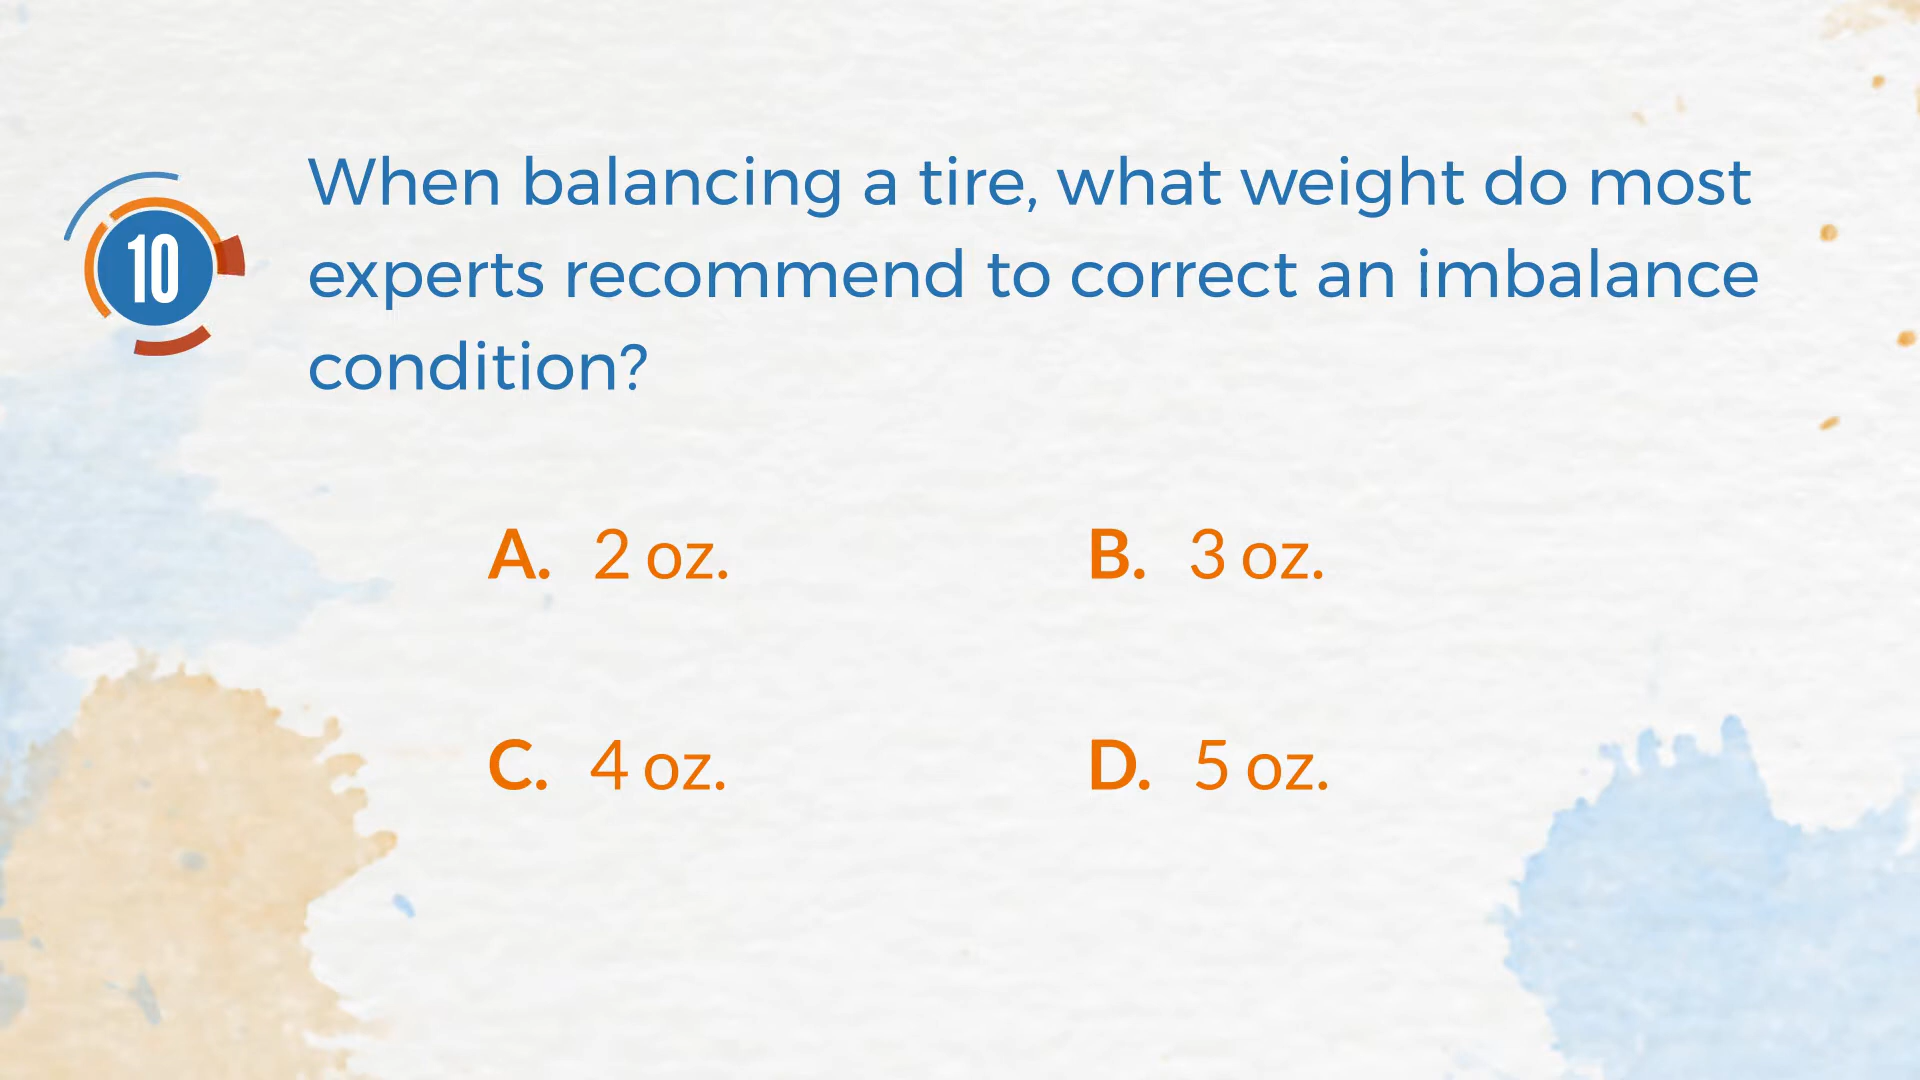 10
When balancing a tire, what weight do most
experts recommend to correct an imbalance
condition?
A. 2 oz.
B. 3 oz.
C. 4 oz.
D. 5 oz.